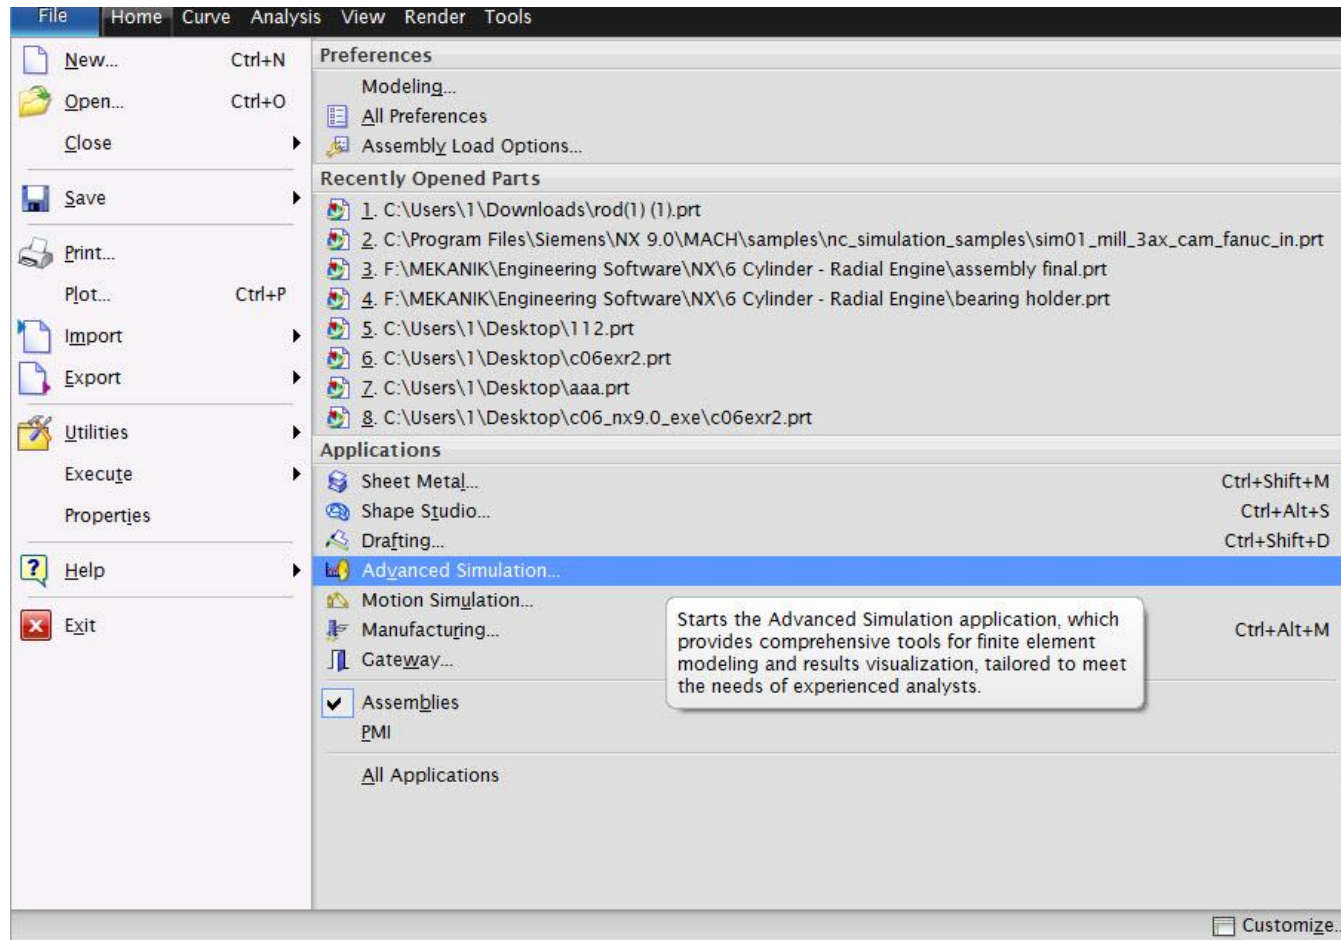 File Home Curve Analysis View Render Tools
New... Ctrl+N
Open... Ctrl+O
Close
Save
Print...
Plot... Ctrl+P
Import
Export
Utilities
Execute
Properties
Help
Exit
Preferences
Modeling...
All Preferences
Assembly Load Options...
Recently Opened Parts
1. C:\Users\1\Downloads\rod(1) (1).prt
2. C:\Program Files\Siemens\NX 9.0\MACH\samples\nc_simulation_samples\sim01_mill_3ax_cam_fanuc_in.prt
3. F:\MEKANIK\Engineering Software\NX\6 Cylinder - Radial Engine\assembly final.prt
4. F:\MEKANIK\Engineering Software\NX\6 Cylinder - Radial Engine\bearing holder.prt
5. C:\Users\1\Desktop\112.prt
6. C:\Users\1\Desktop\c06exr2.prt
7. C:\Users\1\Desktop\aaa.prt
8. C:\Users\1\Desktop\c06_nx9.0_exe\c06exr2.prt
Applications
Sheet Metal... Ctrl+Shift+M
Shape Studio... Ctrl+Alt+S
Drafting... Ctrl+Shift+D
Advanced Simulation...
Motion Simulation...
Manufacturing... Ctrl+Alt+M
Gateway...
Starts the Advanced Simulation application, which
provides comprehensive tools for finite element
modeling and results visualization, tailored to meet
the needs of experienced analysts.
Assemblies
PMI
All Applications
Customize..